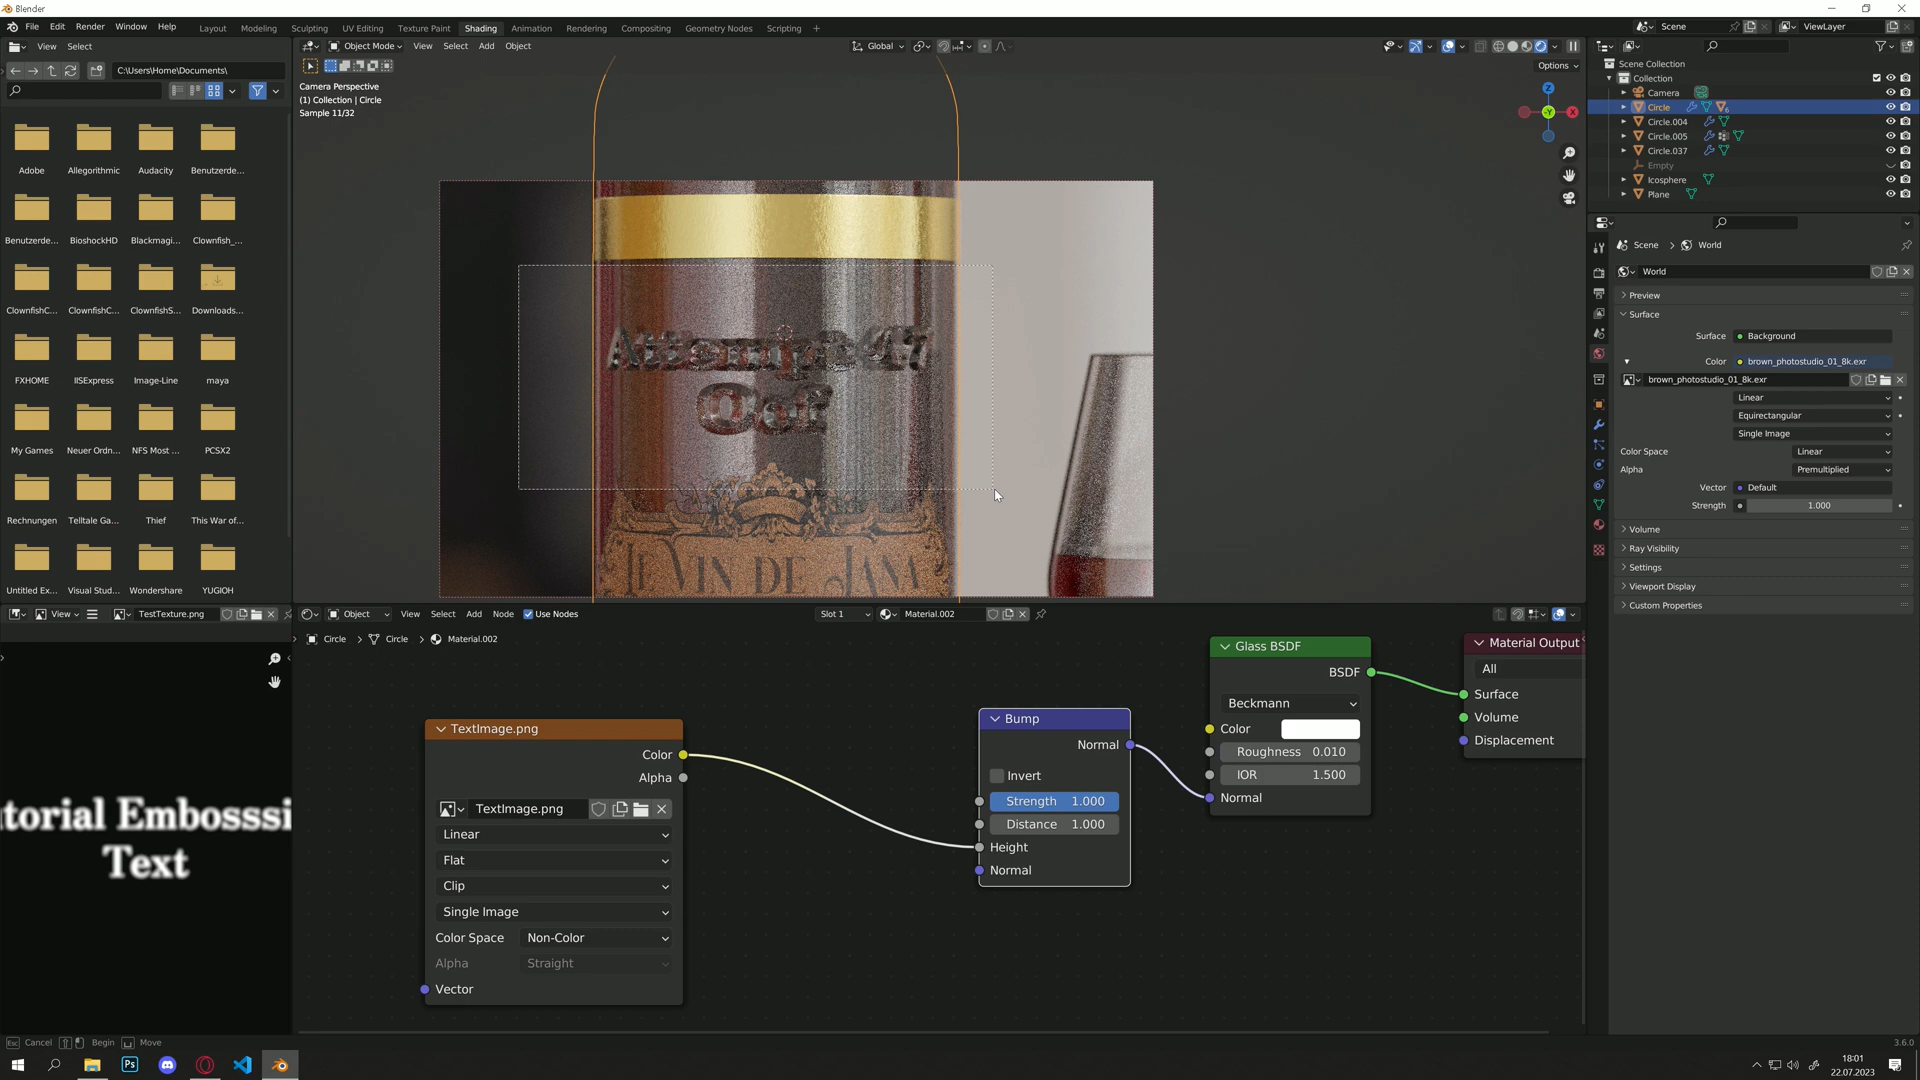 Blender
File Edit Render Window Help Layout Modeling Sculpting UV Editing Texture Paint Shading Animation Rendering Compositing Geometry Nodes Scripting + Scene ViewLayer
View Select
C:\Users\Home\Documents\
Adobe Allegorithmic Audacity Benutzerde...
Benutzerde... BioshockHD Blackmagi... Clownfish_...
ClownfishC... ClownfishC... ClownfishS... Downloads...
FXHOME IISExpress Image-Line maya
My Games Neuer Ordn... NFS Most ... PCSX2
Rechnungen Telltale Ga... Thief This War of...
Untitled Ex... Visual Stud... Wondershare YUGIOH
Object Mode View Select Add Object Global
Options
Camera Perspective
(1) Collection | Circle
Sample 11/32
LE VIN DE JAM
Z
X
Y
Scene Collection
Collection
Camera
Circle
6
Circle.004
Circle.005
Circle.037
Empty
Icosphere
Plane
Scene > World
World
Preview
Surface
Surface Background
Color brown_photostudio_01_8k.exr
brown_photostudio_01_8k.exr
Linear
Equirectangular
Single Image
Color Space Linear
Alpha Premultiplied
Vector Default
Strength 1.000
Volume
Ray Visibility
Settings
Viewport Display
Custom Properties
View TestTexture.png
torial Embosssi
Text
Object View Select Add Node Use Nodes Slot 1 Material.002
Circle > Circle > Material.002
TextImage.png
Color
Alpha
TextImage.png
Linear
Flat
Clip
Single Image
Color Space Non-Color
Alpha Straight
Vector
Bump
Normal
Invert
Strength 1.000
Distance 1.000
Height
Normal
Glass BSDF
BSDF
Beckmann
Color
Roughness 0.010
IOR 1.500
Normal
Material Output
All
Surface
Volume
Displacement
Esc Cancel Begin Move
3.6.0
Ps
18:01
22.07.2023